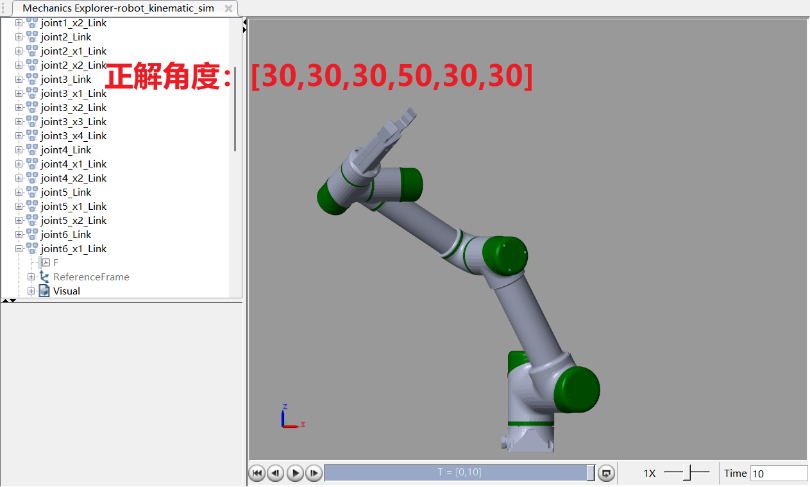 Mechanics Explorer-robot_kinematic_sim
joint1_x2_Link
joint2_Link
joint2_x1_Link
joint2_x2_Link
joint3_Link
正解角度：[30,30,30,50,30,30]
joint3_x1_Link
joint3_x2_Link
joint3_x3_Link
joint3_x4_Link
joint4_Link
joint4_x1_Link
joint4_x2_Link
joint5_Link
joint5_x1_Link
joint5_x2_Link
joint6_Link
joint6_x1_Link
F
ReferenceFrame
Visual
z
x
T = [0,10]
1X
Time 10